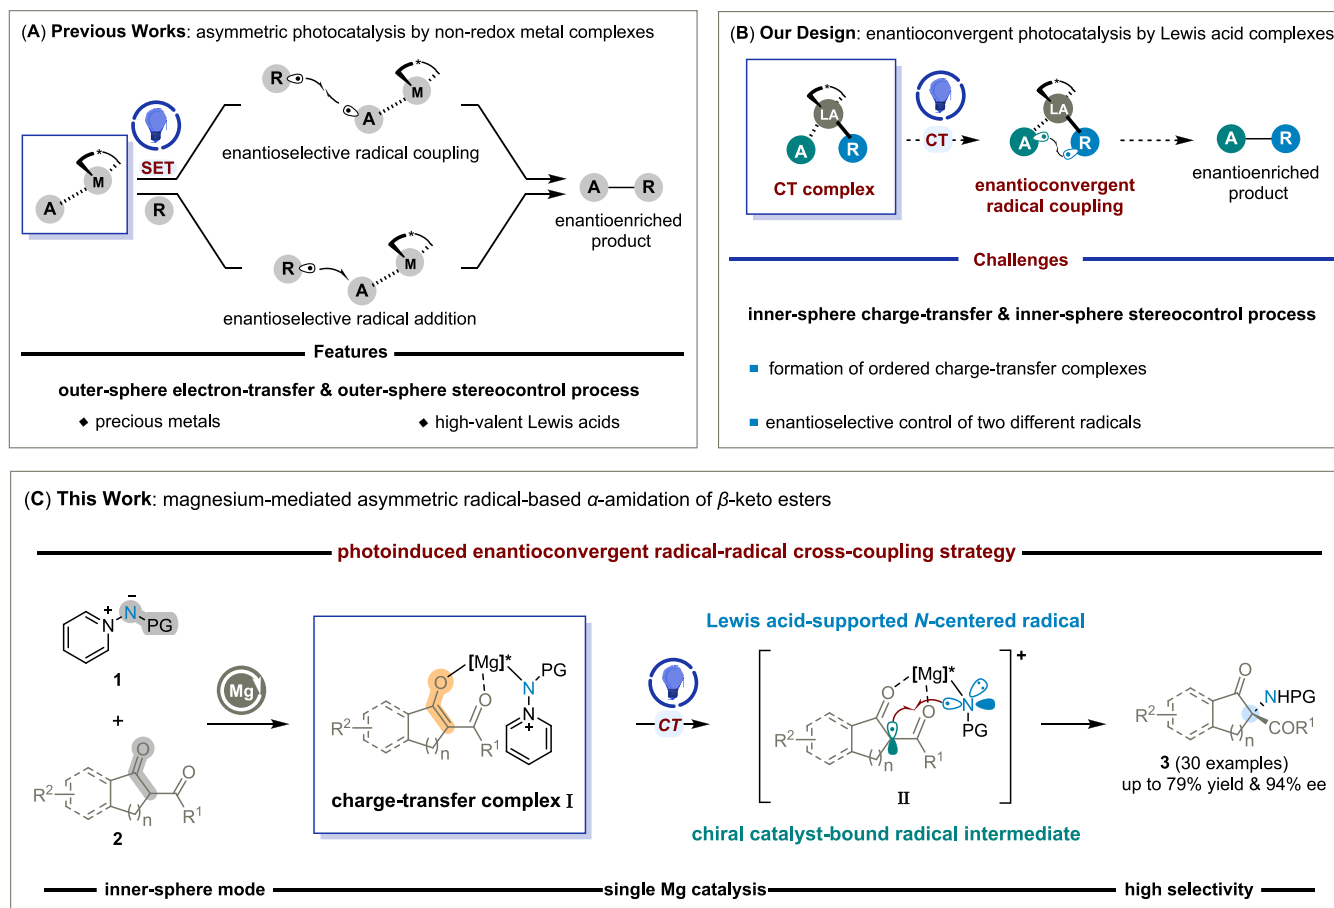 (A) Previous Works: asymmetric photocatalysis by non-redox metal complexes
R
A
M
*
enantioselective radical coupling
SET
A
M
*
R
A
R
enantioenriched
product
R
A
M
*
enantioselective radical addition
Features
outer-sphere electron-transfer & outer-sphere stereocontrol process
◆ precious metals
◆ high-valent Lewis acids
(B) Our Design: enantioconvergent photocatalysis by Lewis acid complexes
*
LA
A
R
CT complex
CT
*
LA
A
R
enantioconvergent
radical coupling
A
R
enantioenriched
product
Challenges
inner-sphere charge-transfer & inner-sphere stereocontrol process
■ formation of ordered charge-transfer complexes
■ enantioselective control of two different radicals
(C) This Work: magnesium-mediated asymmetric radical-based α-amidation of β-keto esters
photoinduced enantioconvergent radical-radical cross-coupling strategy
+
N
−
N
PG
1
+
O
O
R²
( )n
R¹
2
Mg
[Mg]*
PG
O
N
O
N
+
R²
( )n
R¹
charge-transfer complex I
CT
Lewis acid-supported N-centered radical
+
[Mg]*
O
O
N
PG
R²
( )n
R¹
II
chiral catalyst-bound radical intermediate
O
NHPG
R²
COR¹
( )n
3 (30 examples)
up to 79% yield & 94% ee
inner-sphere mode
single Mg catalysis
high selectivity